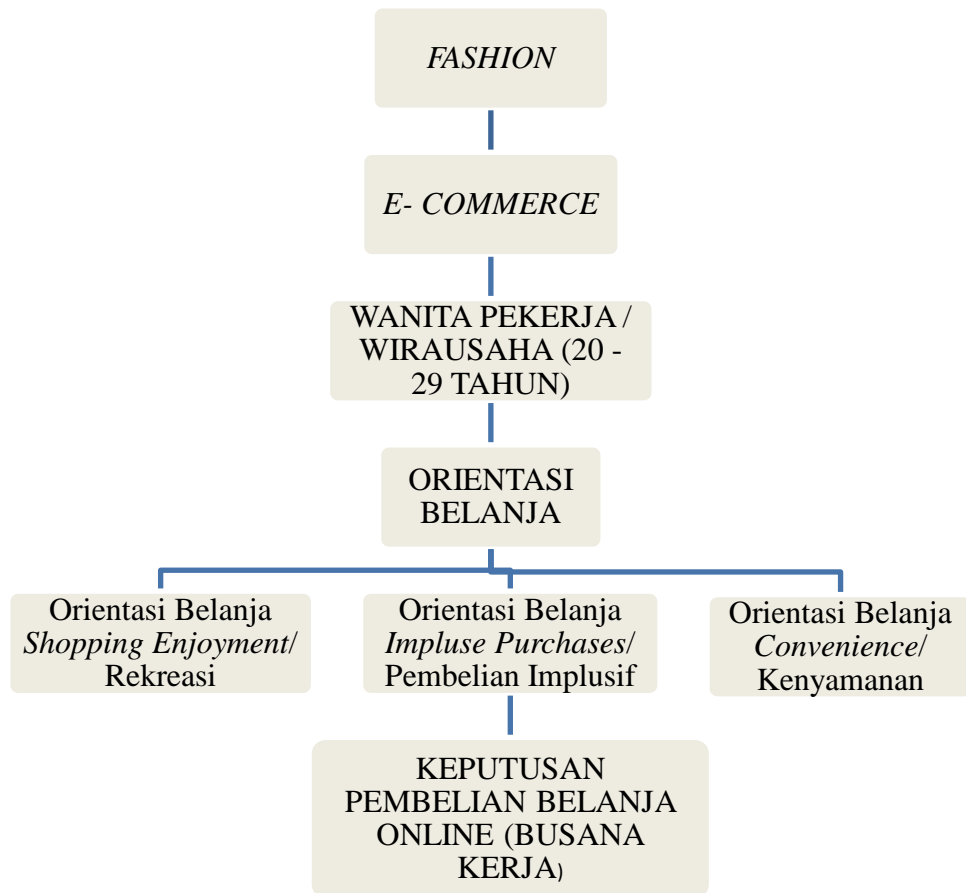 FASHION
E- COMMERCE
WANITA PEKERJA /
WIRAUSAHA (20 -
29 TAHUN)
ORIENTASI
BELANJA
Orientasi Belanja
Shopping Enjoyment/
Rekreasi
Orientasi Belanja
Impluse Purchases/
Pembelian Implusif
Orientasi Belanja
Convenience/
Kenyamanan
KEPUTUSAN
PEMBELIAN BELANJA
ONLINE (BUSANA
KERJA)